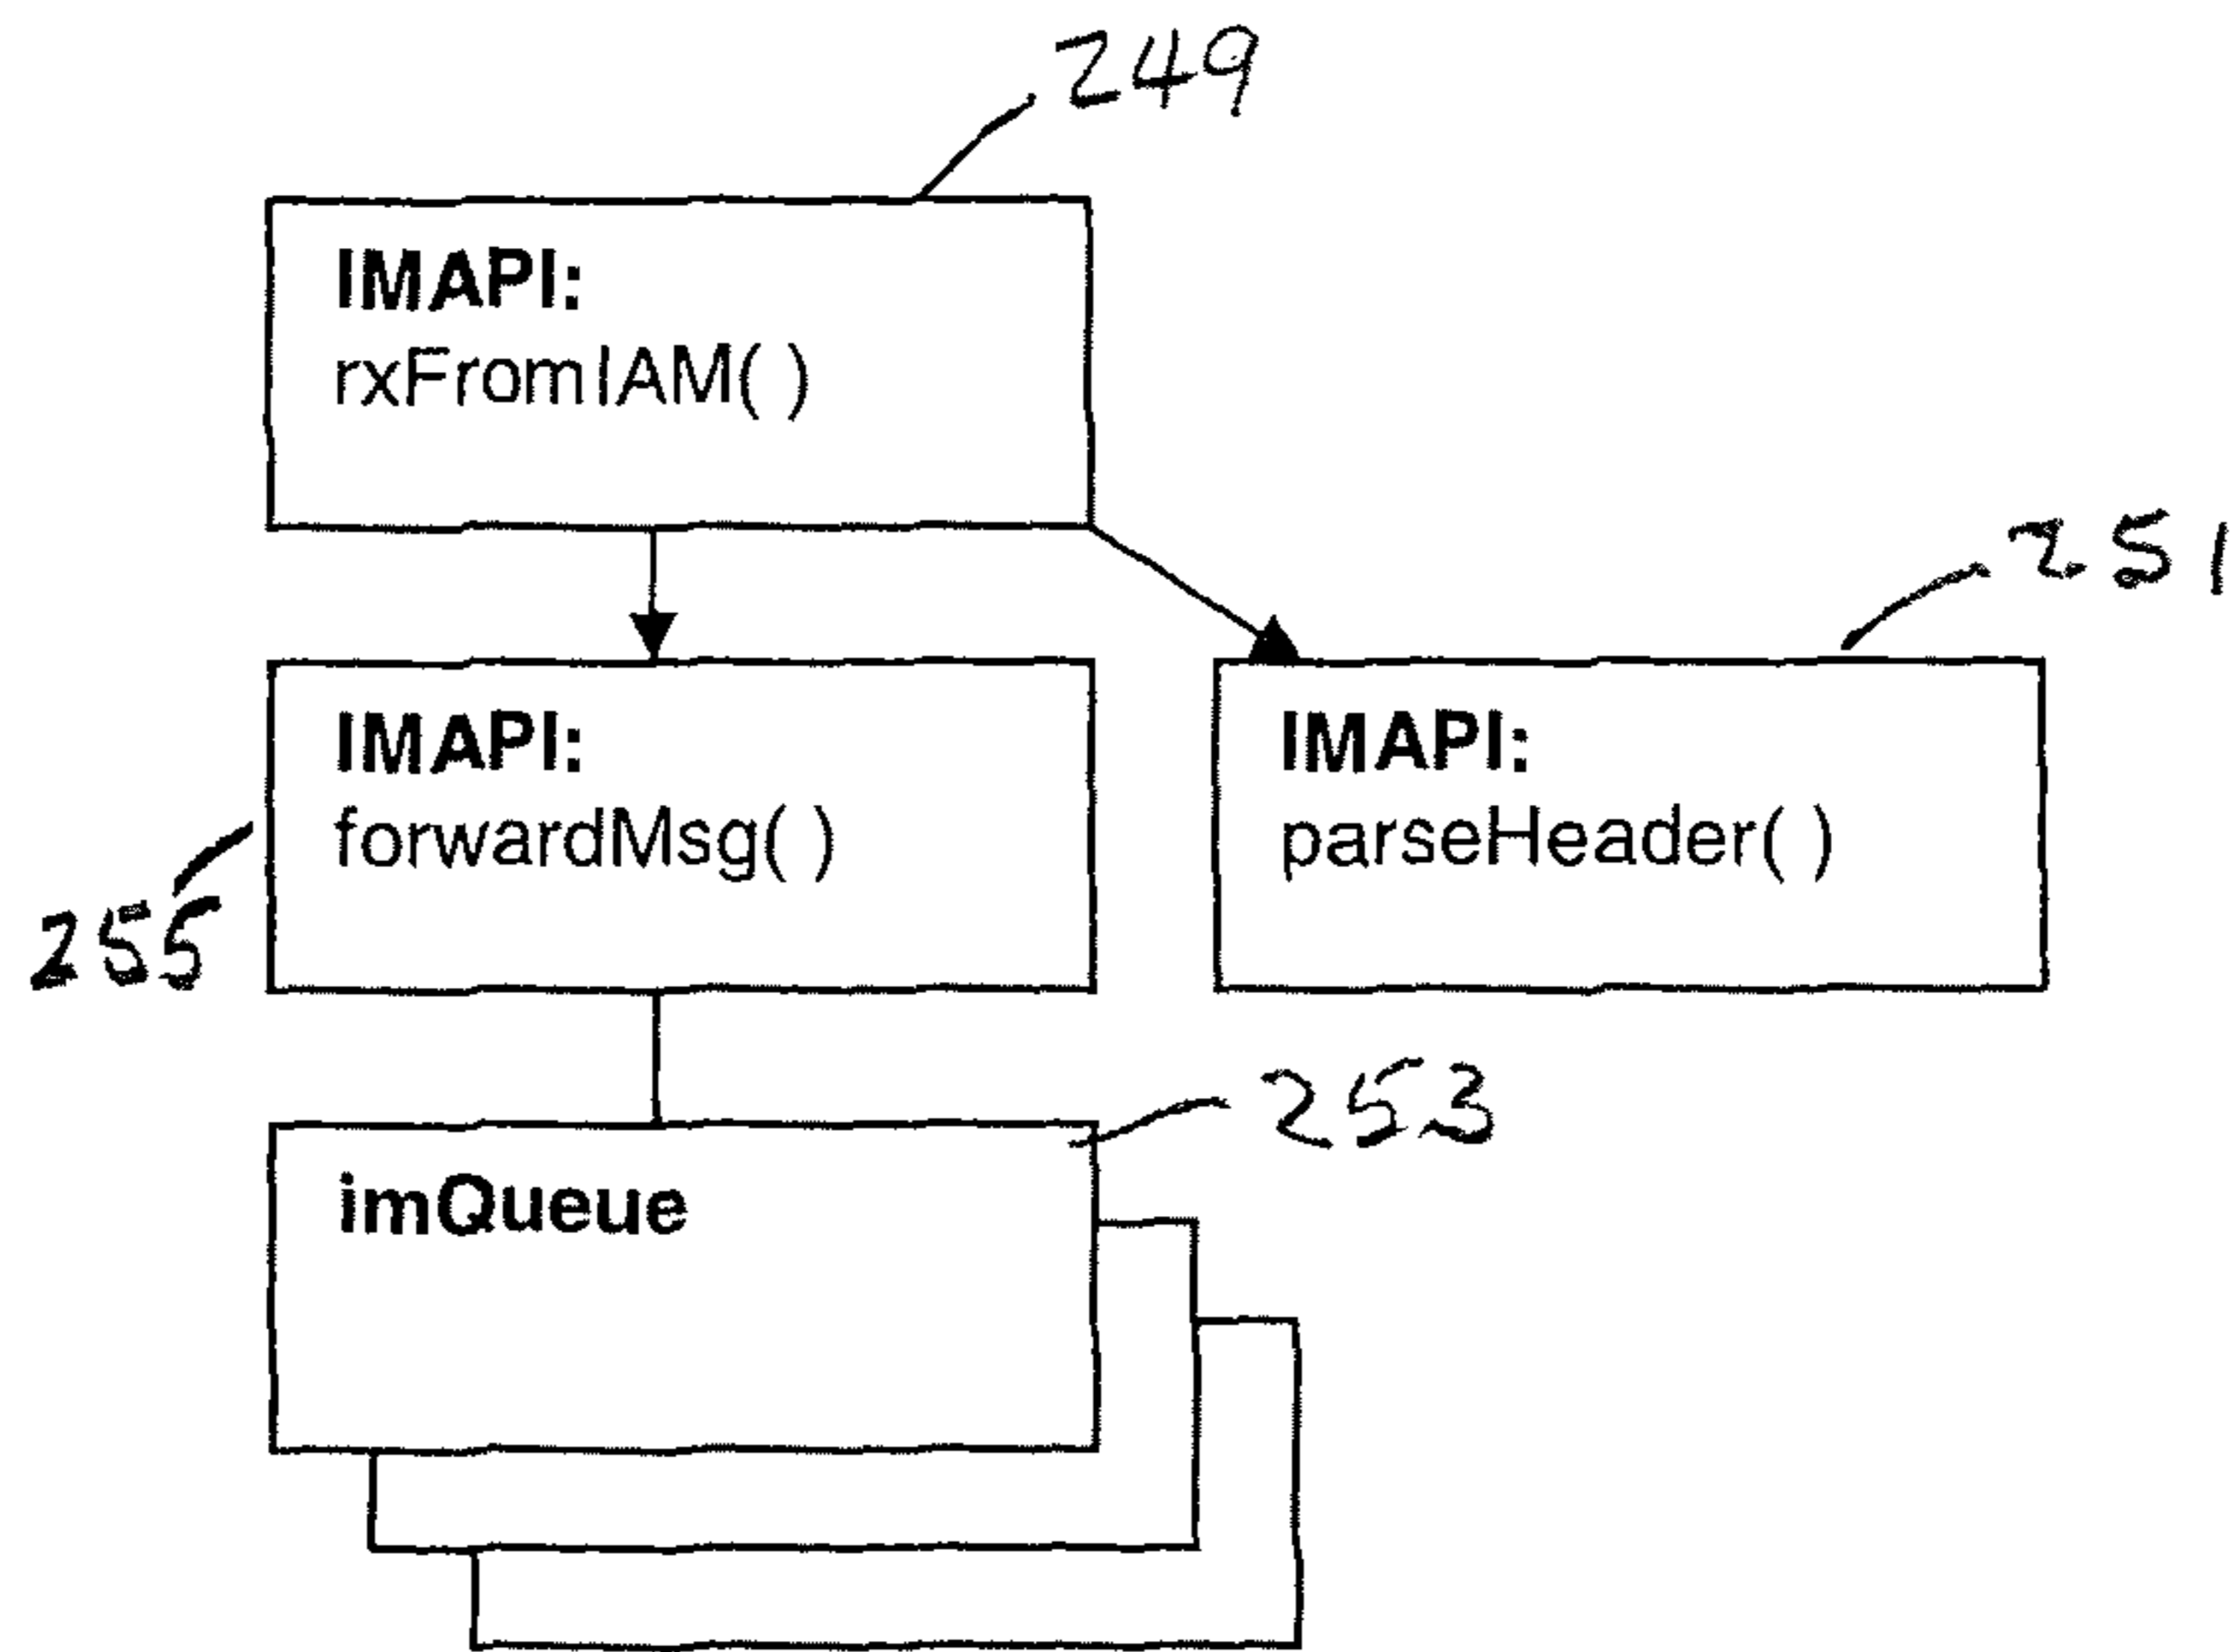 249
IMAPI:
rxFromIAM( )
251
IMAPI:
forwardMsg( )
IMAPI:
parseHeader( )
255
253
imQueue